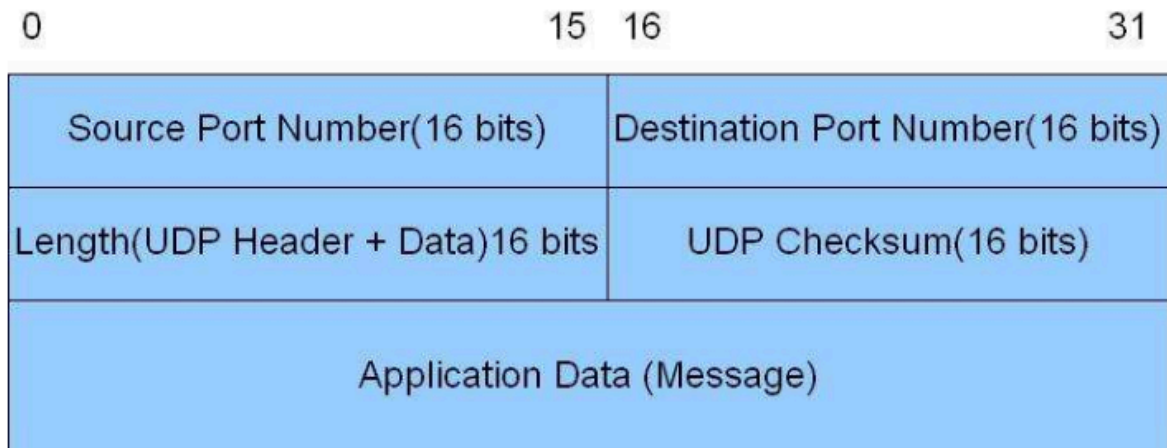 0 15 16 31
Source Port Number(16 bits) Destination Port Number(16 bits)
Length(UDP Header + Data)16 bits UDP Checksum(16 bits)
Application Data (Message)